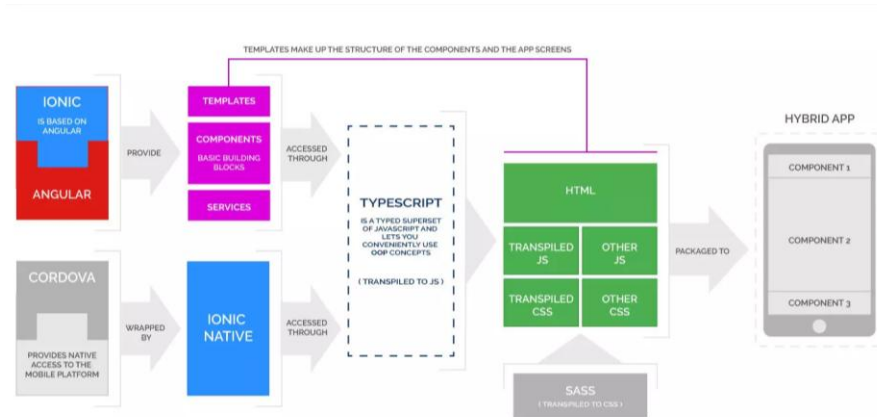 TEMPLATES MAKE UP THE STRUCTURE OF THE COMPONENTS AND THE APP SCREENS
IONIC
IS BASED ON
ANGULAR
ANGULAR
PROVIDE
TEMPLATES
COMPONENTS
BASIC BUILDING
BLOCKS
SERVICES
ACCESSED
THROUGH
CORDOVA
PROVIDES NATIVE
ACCESS TO THE
MOBILE PLATFORM
WRAPPED
BY
IONIC
NATIVE
ACCESSED
THROUGH
TYPESCRIPT
IS A TYPED SUPERSET
OF JAVASCRIPT AND
LETS YOU
CONVENIENTLY USE
OOP CONCEPTS
( TRANSPILED TO JS )
HTML
TRANSPILED
JS
OTHER
JS
TRANSPILED
CSS
OTHER
CSS
SASS
( TRANSPILED TO CSS )
PACKAGED TO
HYBRID APP
COMPONENT 1
COMPONENT 2
COMPONENT 3